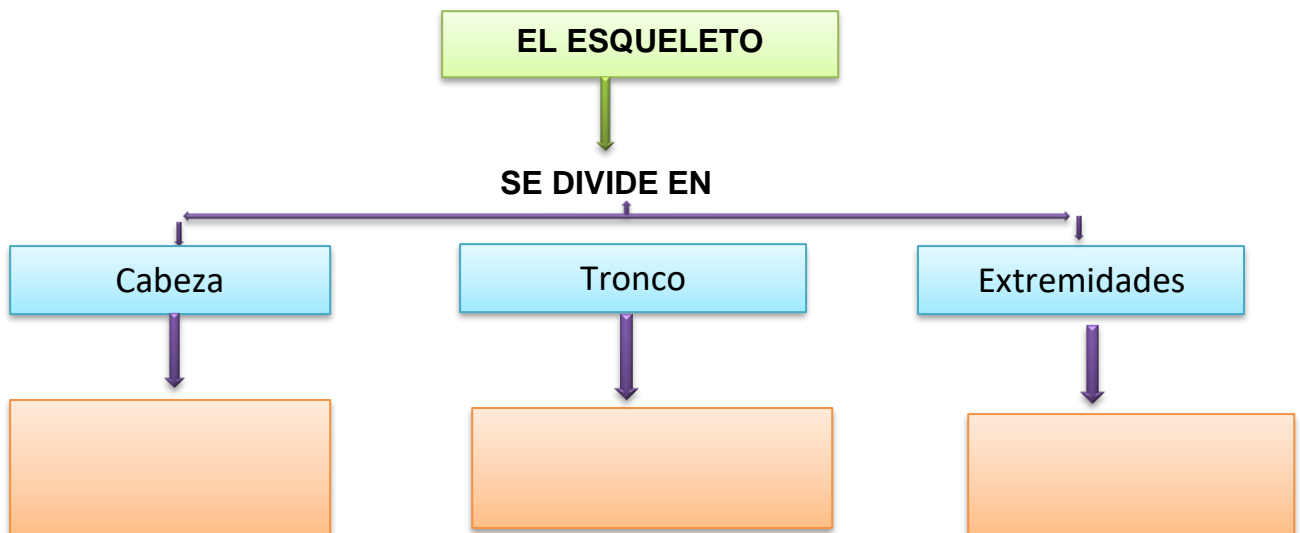 EL ESQUELETO
SE DIVIDE EN
Cabeza
Tronco
Extremidades